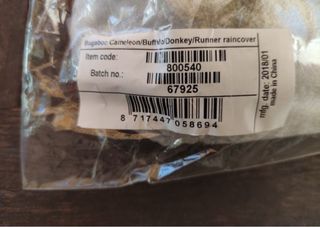 Bugaboo Cameleon/Buffalo/Donkey/Runner raincover
Item code:
800540
Batch no.:
67925
8 717447 058694
mfg. date: 2018/01
made in China